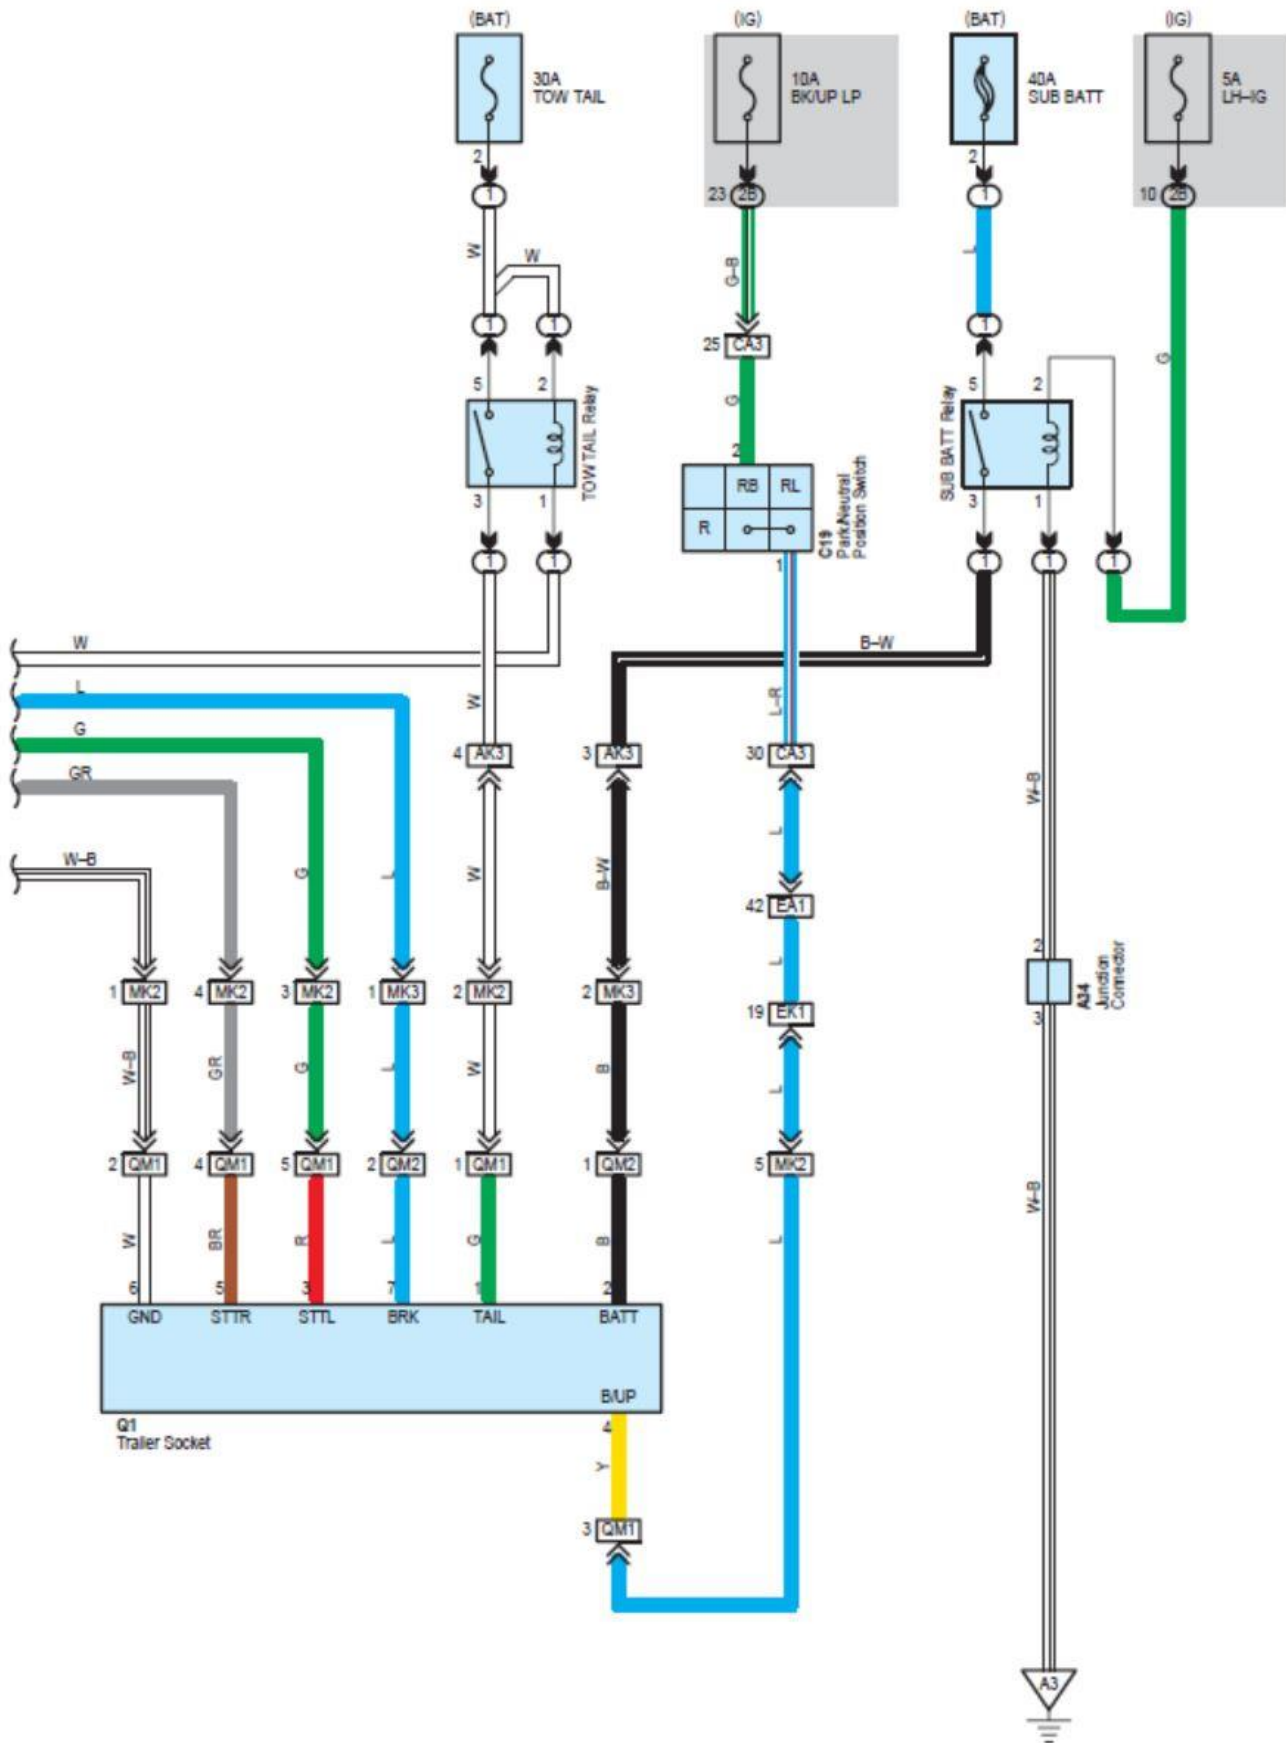 (BAT) (IG) (BAT) (IG)
30A 10A 40A 5A
TOW TAIL BK/UP LP SUB BATT LH–IG
2 2
1 23 2B 1 10 2B
W W G–B L G
1 1 25 CA3 1
5 2 G 5 2
TOWTAIL Relay
SUB BATT Relay
2
RB RL
R
3 1 3 1
C19
Park/Neutral
Position Switch
1
1 1 1 1 1
W B–W
L W L–R
G
4 AK3 3 AK3 30 CA3
GR
W–B
W–B
G L W B–W L
42 EA1
2
A34
Junction
Connector
3
L
1 MK2 4 MK2 3 MK2 1 MK3 2 MK2 2 MK3 19 EK1
W–B GR G L W B L
2 QM1 4 QM1 5 QM1 2 QM2 1 QM1 1 QM2 5 MK2
W–B
W BR R L G B L
6 5 3 7 1 2
GND STTR STTL BRK TAIL BATT
B/UP
Q1
Trailer Socket
4
Y
3 QM1
A3